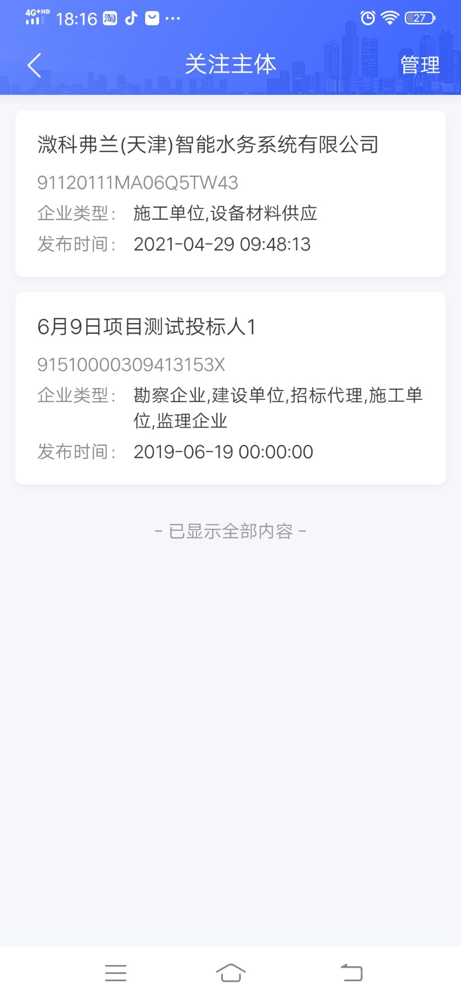 4G+HD 18:16 淘 27
关注主体 管理
溦科弗兰(天津)智能水务系统有限公司
91120111MA06Q5TW43
企业类型： 施工单位,设备材料供应
发布时间： 2021-04-29 09:48:13
6月9日项目测试投标人1
91510000309413153X
企业类型： 勘察企业,建设单位,招标代理,施工单
位,监理企业
发布时间： 2019-06-19 00:00:00
- 已显示全部内容 -